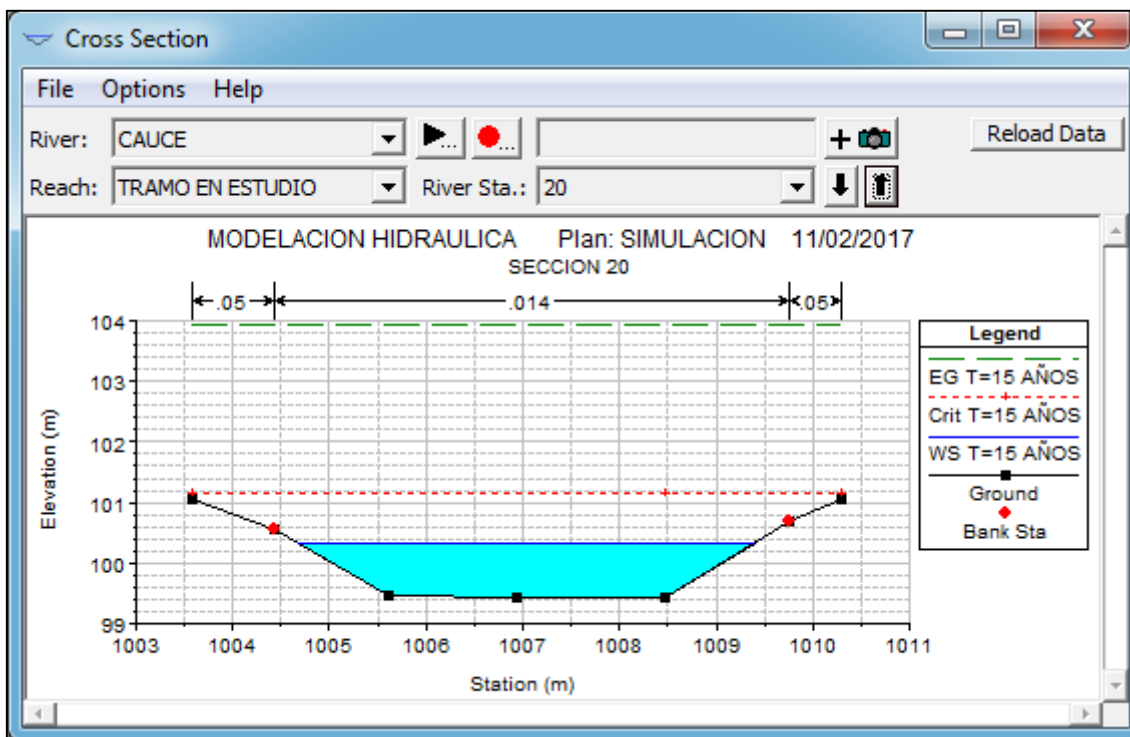 Cross Section
File Options Help
River: CAUCE ... ... Reload Data
Reach: TRAMO EN ESTUDIO River Sta.: 20
MODELACION HIDRAULICA Plan: SIMULACION 11/02/2017
SECCION 20
.05 .014 .05
104
103
102
101
100
99
Elevation (m)
1003 1004 1005 1006 1007 1008 1009 1010 1011
Station (m)
Legend
EG T=15 AÑOS
Crit T=15 AÑOS
WS T=15 AÑOS
Ground
Bank Sta